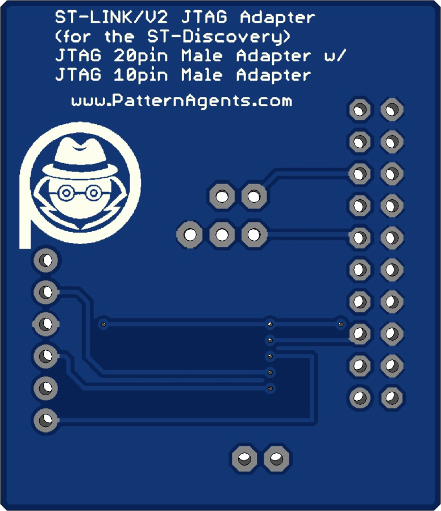 ST-LINK/V2 JTAG Adapter
(for the ST-Discovery)
JTAG 20pin Male Adapter w/
JTAG 10pin Male Adapter
www.PatternAgents.com